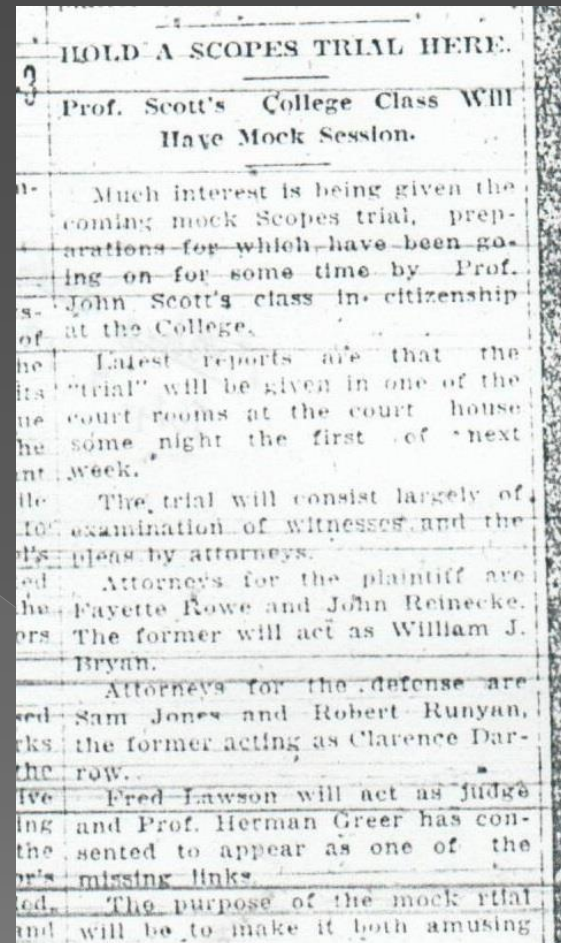 HOLD A SCOPES TRIAL HERE.
Prof. Scott's College Class Will
Have Mock Session.
Much interest is being given the
coming mock Scopes trial, prep-
arations for which have been go-
ing on for some time by Prof.
John Scott's class in citizenship
at the College.
Latest reports are that the
"trial" will be given in one of the
court rooms at the court house
some night the first of next
week.
The trial will consist largely of
examination of witnesses and the
pleas by attorneys.
Attorneys for the plaintiff are
Fayette Rowe and John Reinecke.
The former will act as William J.
Bryan.
Attorneys for the defense are
Sam Jones and Robert Runyan,
the former acting as Clarence Dar-
row.
Fred Lawson will act as judge
and Prof. Herman Greer has con-
sented to appear as one of the
missing links.
The purpose of the mock rtial
will be to make it both amusing